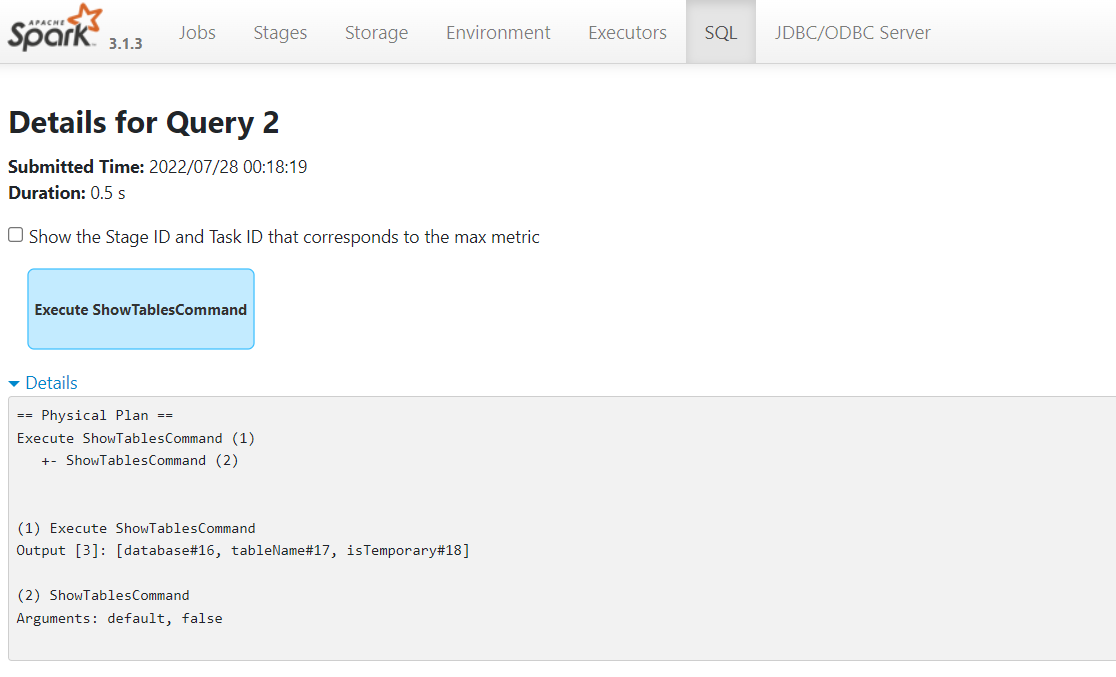 APACHE
Spark 3.1.3 Jobs Stages Storage Environment Executors SQL JDBC/ODBC Server
Details for Query 2
Submitted Time: 2022/07/28 00:18:19
Duration: 0.5 s
Show the Stage ID and Task ID that corresponds to the max metric
Execute ShowTablesCommand
Details
== Physical Plan ==
Execute ShowTablesCommand (1)
+- ShowTablesCommand (2)
(1) Execute ShowTablesCommand
Output [3]: [database#16, tableName#17, isTemporary#18]
(2) ShowTablesCommand
Arguments: default, false